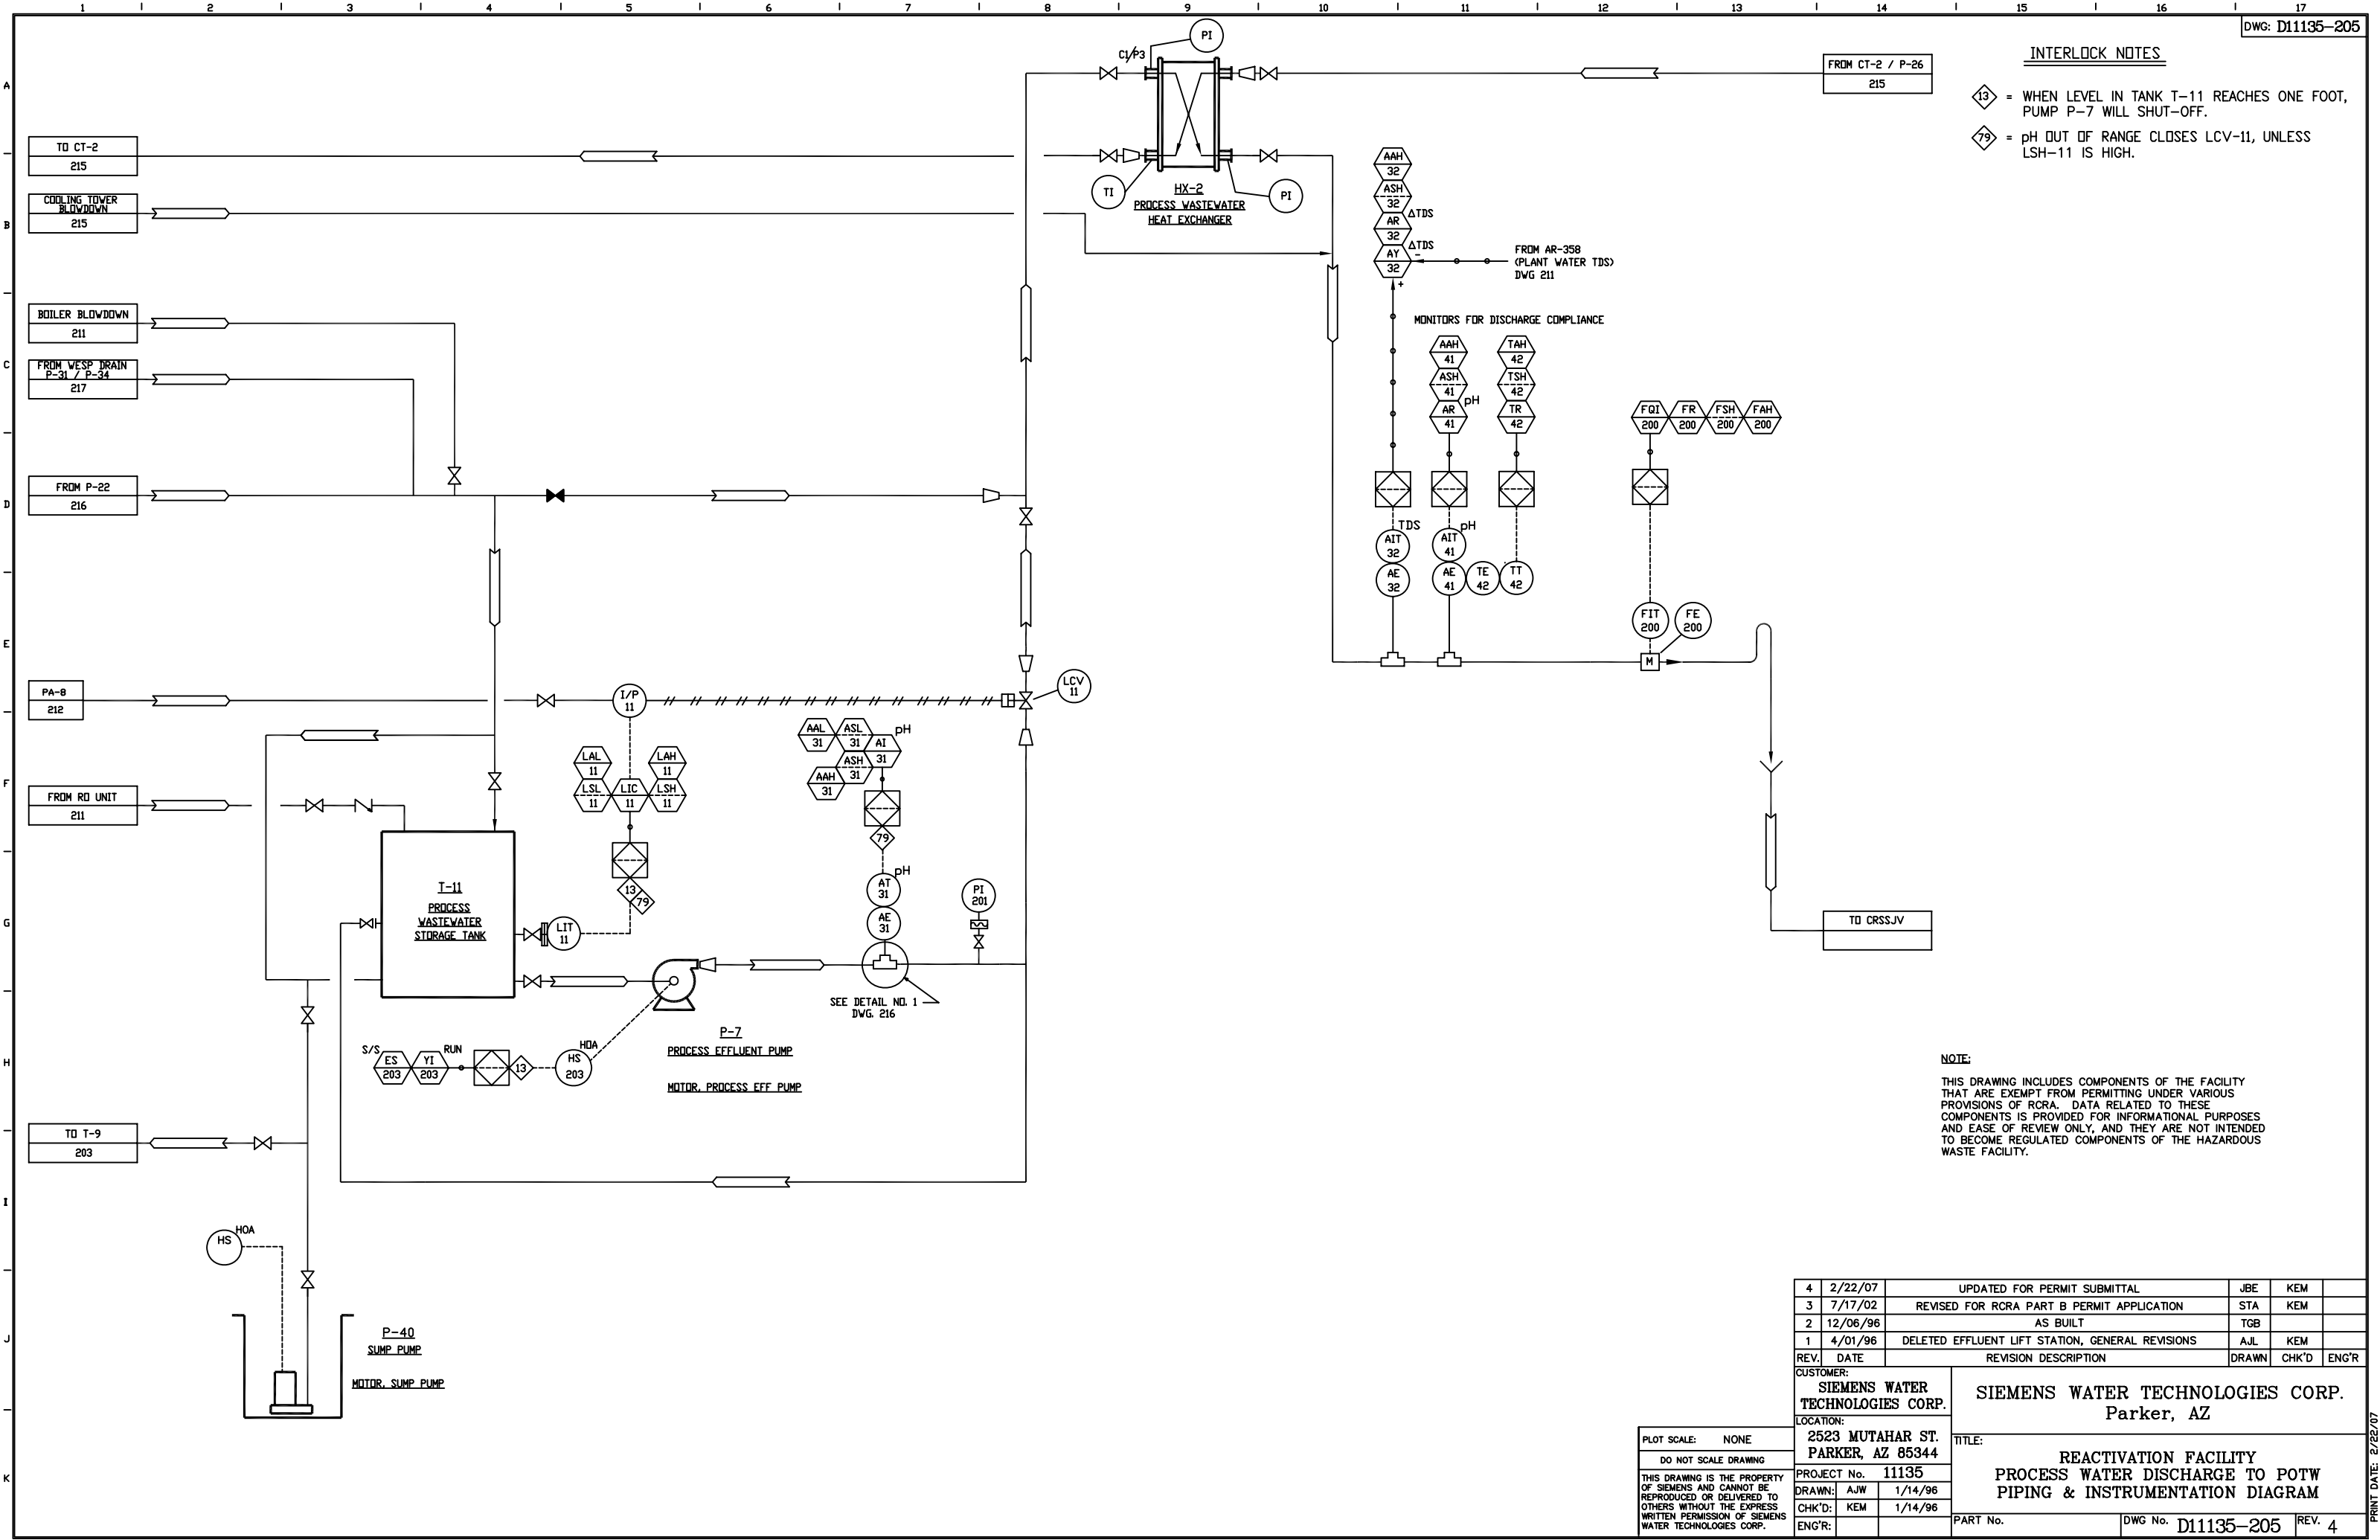 1 2 3 4 5 6 7 8 9 10 11 12 13 14 15 16 17
A
B
C
D
E
F
G
H
I
J
K
DWG: D11135-205
INTERLOCK NOTES
13 = WHEN LEVEL IN TANK T-11 REACHES ONE FOOT,
PUMP P-7 WILL SHUT-OFF.
79 = pH OUT OF RANGE CLOSES LCV-11, UNLESS
LSH-11 IS HIGH.
C1/P3
PI
FROM CT-2 / P-26
215
TO CT-2
215
COOLING TOWER
BLOWDOWN
215
TI
HX-2
PROCESS WASTEWATER
HEAT EXCHANGER
PI
AAH
32
ASH
32
ΔTDS
AR
32
ΔTDS
AY
32
-
+
FROM AR-358
(PLANT WATER TDS)
DWG 211
BOILER BLOWDOWN
211
FROM WESP DRAIN
P-31 / P-34
217
MONITORS FOR DISCHARGE COMPLIANCE
AAH
41
ASH
41
pH
AR
41
TAH
42
TSH
42
TR
42
FQI
200
FR
200
FSH
200
FAH
200
FROM P-22
216
TDS
AIT
32
AE
32
pH
AIT
41
AE
41
TE
42
TT
42
FIT
200
FE
200
M
PA-8
212
I/P
11
LCV
11
LAL
11
LAH
11
LSL
11
LIC
11
LSH
11
AAL
31
ASL
31
pH
AI
31
ASH
31
AAH
31
79
FROM RO UNIT
211
T-11
PROCESS
WASTEWATER
STORAGE TANK
13
79
LIT
11
pH
AT
31
AE
31
PI
201
TO CRSSJV
SEE DETAIL NO. 1
DWG. 216
P-7
PROCESS EFFLUENT PUMP
MOTOR, PROCESS EFF PUMP
S/S
ES
203
YI
203
RUN
13
HOA
HS
203
TO T-9
203
HS
HOA
P-40
SUMP PUMP
MOTOR, SUMP PUMP
NOTE:
THIS DRAWING INCLUDES COMPONENTS OF THE FACILITY
THAT ARE EXEMPT FROM PERMITTING UNDER VARIOUS
PROVISIONS OF RCRA. DATA RELATED TO THESE
COMPONENTS IS PROVIDED FOR INFORMATIONAL PURPOSES
AND EASE OF REVIEW ONLY, AND THEY ARE NOT INTENDED
TO BECOME REGULATED COMPONENTS OF THE HAZARDOUS
WASTE FACILITY.
4 2/22/07 UPDATED FOR PERMIT SUBMITTAL JBE KEM
3 7/17/02 REVISED FOR RCRA PART B PERMIT APPLICATION STA KEM
2 12/06/96 AS BUILT TGB
1 4/01/96 DELETED EFFLUENT LIFT STATION, GENERAL REVISIONS AJL KEM
REV. DATE REVISION DESCRIPTION DRAWN CHK'D ENG'R
CUSTOMER:
SIEMENS WATER
TECHNOLOGIES CORP.
LOCATION:
2523 MUTAHAR ST.
PARKER, AZ 85344
PROJECT No. 11135
DRAWN: AJW 1/14/96
CHK'D: KEM 1/14/96
ENG'R:
SIEMENS WATER TECHNOLOGIES CORP.
Parker, AZ
TITLE:
REACTIVATION FACILITY
PROCESS WATER DISCHARGE TO POTW
PIPING & INSTRUMENTATION DIAGRAM
PART No.
DWG No. D11135-205
REV. 4
PLOT SCALE: NONE
DO NOT SCALE DRAWING
THIS DRAWING IS THE PROPERTY
OF SIEMENS AND CANNOT BE
REPRODUCED OR DELIVERED TO
OTHERS WITHOUT THE EXPRESS
WRITTEN PERMISSION OF SIEMENS
WATER TECHNOLOGIES CORP.
PRINT DATE: 2/22/07